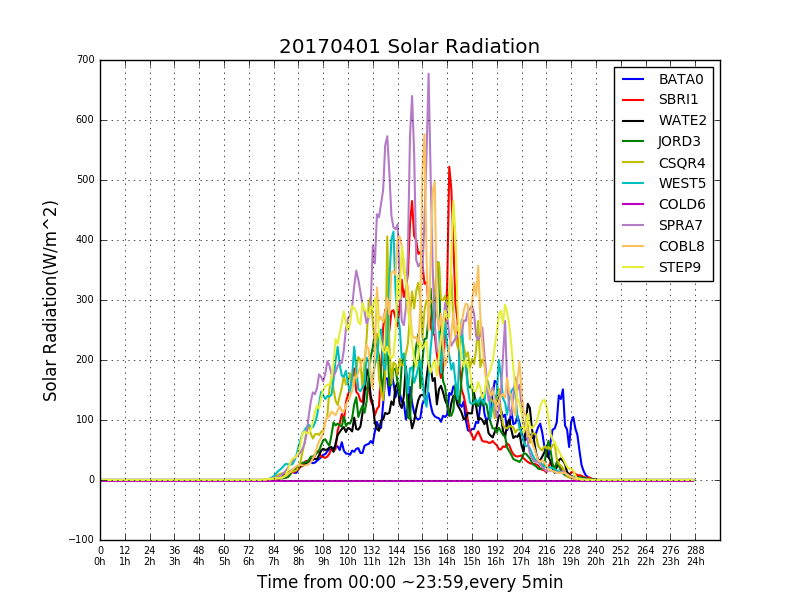 20170401 Solar Radiation
700
600
500
400
300
200
100
0
−100
Solar Radiation(W/m^2)
BATA0
SBRI1
WATE2
JORD3
CSQR4
WEST5
COLD6
SPRA7
COBL8
STEP9
0 12 24 36 48 60 72 84 96 108 120 132 144 156 168 180 192 204 216 228 240 252 264 276 288
0h 1h 2h 3h 4h 5h 6h 7h 8h 9h 10h 11h 12h 13h 14h 15h 16h 17h 18h 19h 20h 21h 22h 23h 24h
Time from 00:00 ~23:59,every 5min